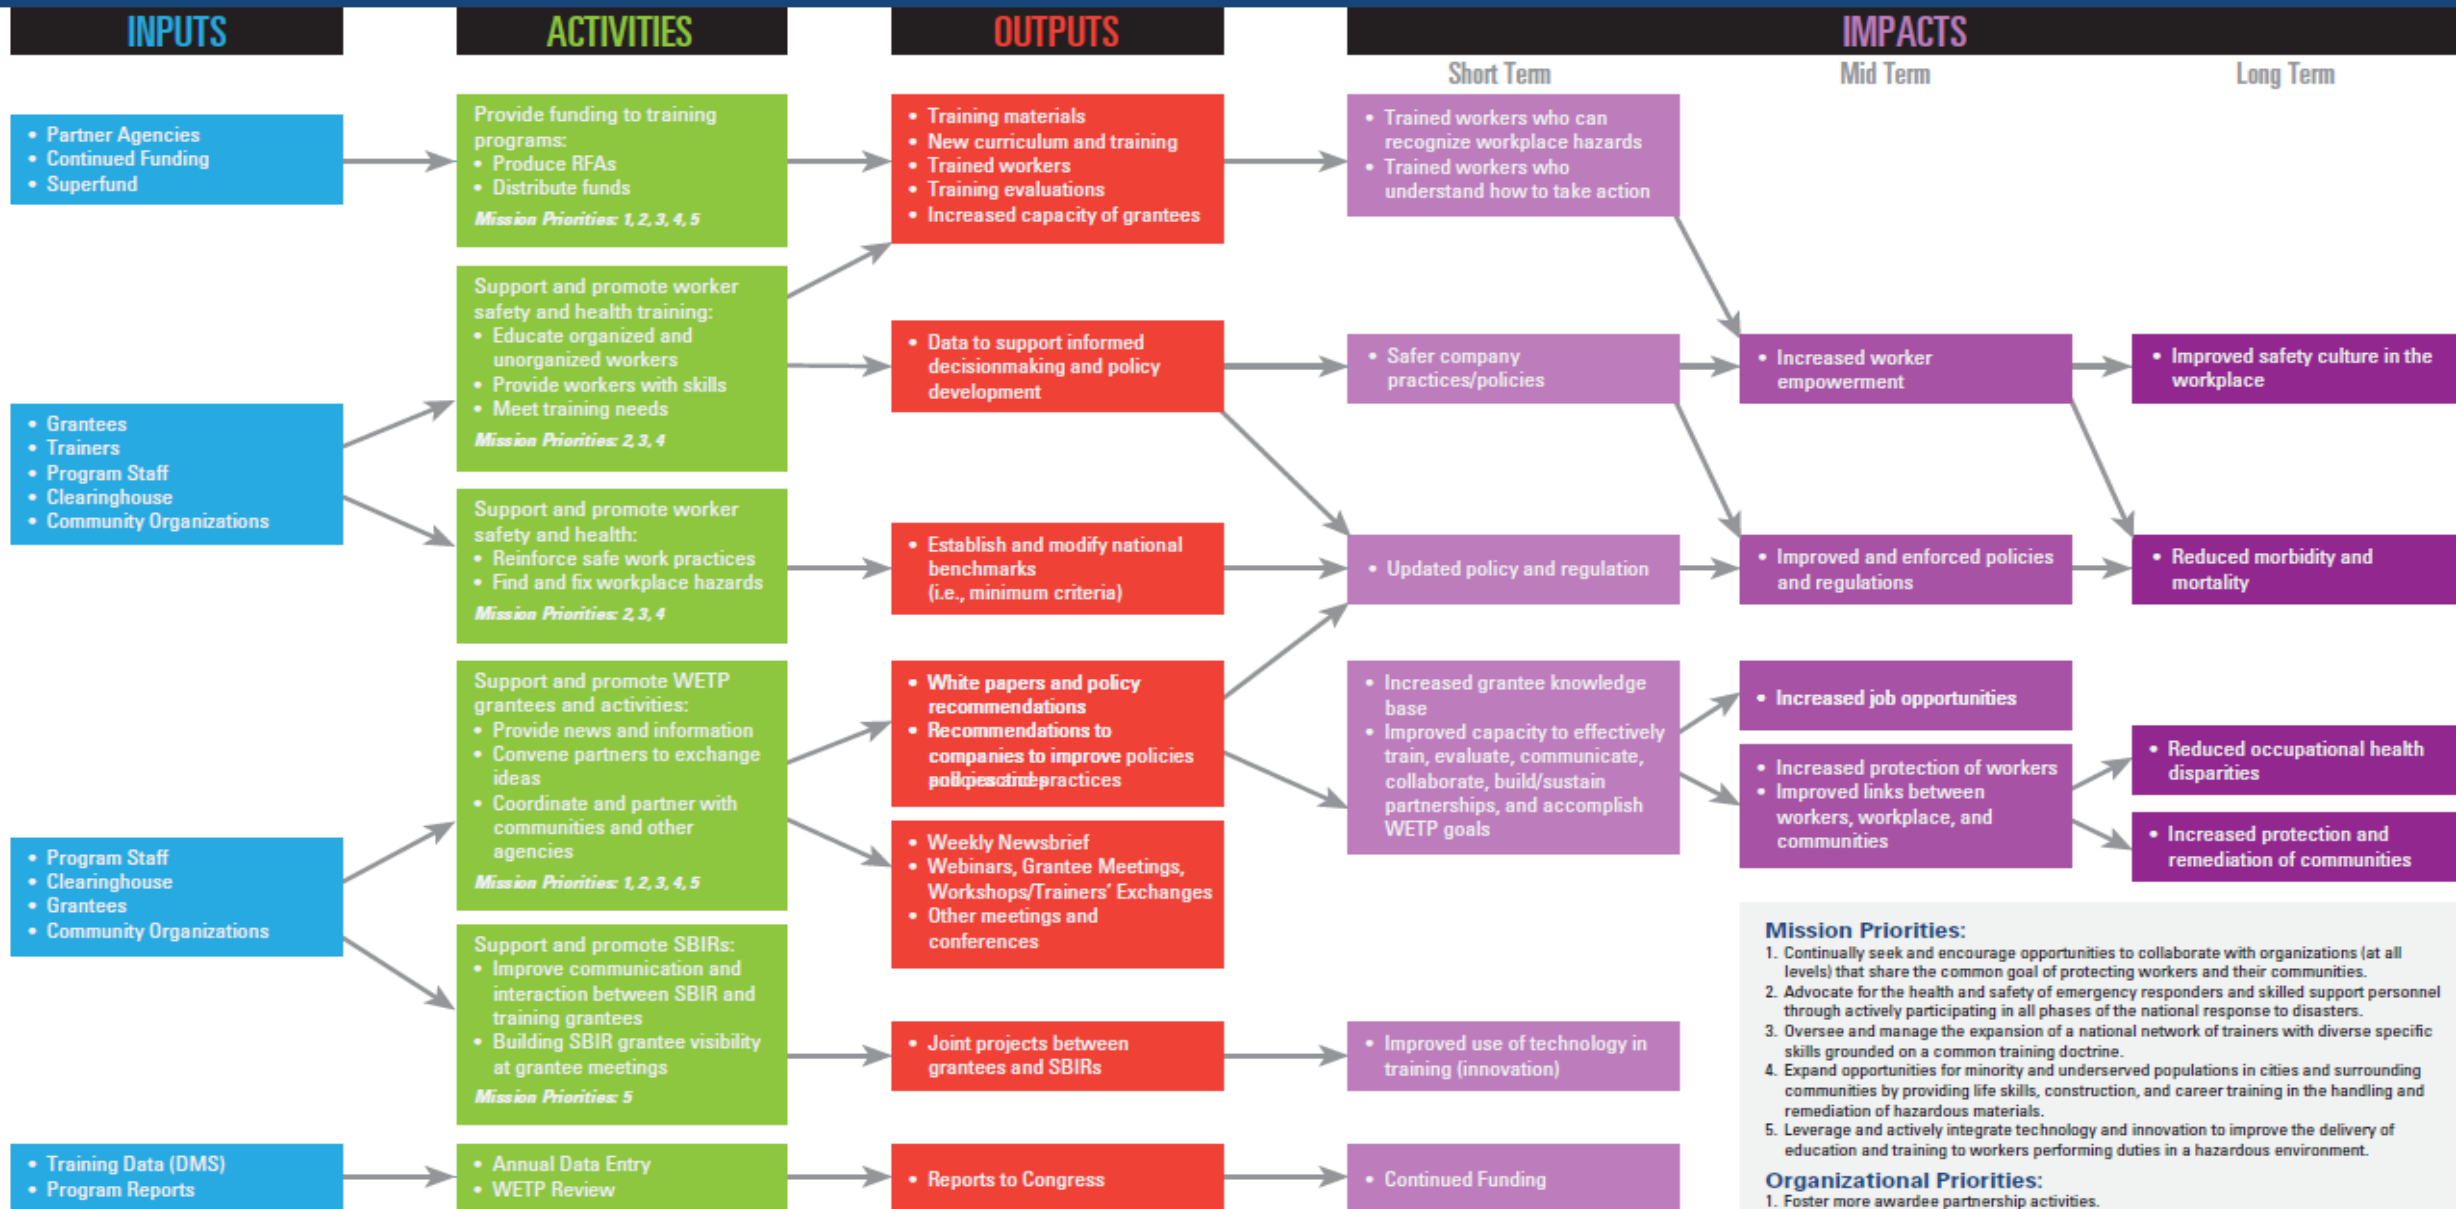 INPUTS
ACTIVITIES
OUTPUTS
IMPACTS
Short Term
Mid Term
Long Term
• Partner Agencies
• Continued Funding
• Superfund
• Grantees
• Trainers
• Program Staff
• Clearinghouse
• Community Organizations
• Program Staff
• Clearinghouse
• Grantees
• Community Organizations
• Training Data (DMS)
• Program Reports
Provide funding to training
programs:
• Produce RFAs
• Distribute funds
Mission Priorities: 1, 2, 3, 4, 5
Support and promote worker
safety and health training:
• Educate organized and
unorganized workers
• Provide workers with skills
• Meet training needs
Mission Priorities: 2, 3, 4
Support and promote worker
safety and health:
• Reinforce safe work practices
• Find and fix workplace hazards
Mission Priorities: 2, 3, 4
Support and promote WETP
grantees and activities:
• Provide news and information
• Convene partners to exchange
ideas
• Coordinate and partner with
communities and other
agencies
Mission Priorities: 1, 2, 3, 4, 5
Support and promote SBIRs:
• Improve communication and
interaction between SBIR and
training grantees
• Building SBIR grantee visibility
at grantee meetings
Mission Priorities: 5
• Annual Data Entry
• WETP Review
• Training materials
• New curriculum and training
• Trained workers
• Training evaluations
• Increased capacity of grantees
• Data to support informed
decisionmaking and policy
development
• Establish and modify national
benchmarks
(i.e., minimum criteria)
• White papers and policy
recommendations
• Recommendations to
companies to improve policies
practices
• Weekly Newsbrief
• Webinars, Grantee Meetings,
Workshops/Trainers' Exchanges
• Other meetings and
conferences
• Joint projects between
grantees and SBIRs
• Reports to Congress
• Trained workers who can
recognize workplace hazards
• Trained workers who
understand how to take action
• Safer company
practices/policies
• Updated policy and regulation
• Increased grantee knowledge
base
• Improved capacity to effectively
train, evaluate, communicate,
collaborate, build/sustain
partnerships, and accomplish
WETP goals
• Improved use of technology in
training (innovation)
• Continued Funding
• Increased worker
empowerment
• Improved and enforced policies
and regulations
• Increased job opportunities
• Increased protection of workers
• Improved links between
workers, workplace, and
communities
• Improved safety culture in the
workplace
• Reduced morbidity and
mortality
• Reduced occupational health
disparities
• Increased protection and
remediation of communities
Mission Priorities:
1. Continually seek and encourage opportunities to collaborate with organizations (at all
levels) that share the common goal of protecting workers and their communities.
2. Advocate for the health and safety of emergency responders and skilled support personnel
through actively participating in all phases of the national response to disasters.
3. Oversee and manage the expansion of a national network of trainers with diverse specific
skills grounded on a common training doctrine.
4. Expand opportunities for minority and underserved populations in cities and surrounding
communities by providing life skills, construction, and career training in the handling and
remediation of hazardous materials.
5. Leverage and actively integrate technology and innovation to improve the delivery of
education and training to workers performing duties in a hazardous environment.
Organizational Priorities:
1. Foster more awardee partnership activities.